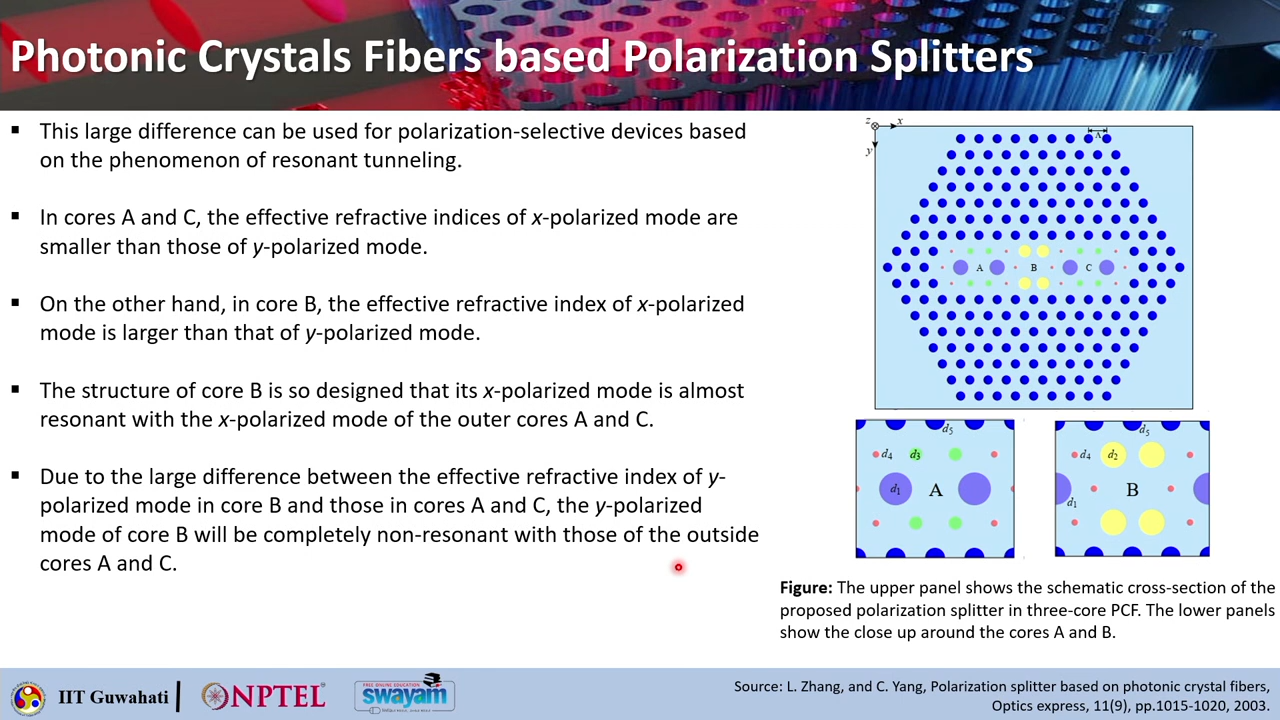 Photonic Crystals Fibers based Polarization Splitters
▪ This large difference can be used for polarization-selective devices based
on the phenomenon of resonant tunneling.
▪ In cores A and C, the effective refractive indices of x-polarized mode are
smaller than those of y-polarized mode.
▪ On the other hand, in core B, the effective refractive index of x-polarized
mode is larger than that of y-polarized mode.
▪ The structure of core B is so designed that its x-polarized mode is almost
resonant with the x-polarized mode of the outer cores A and C.
▪ Due to the large difference between the effective refractive index of y-
polarized mode in core B and those in cores A and C, the y-polarized
mode of core B will be completely non-resonant with those of the outside
cores A and C.
z x
y
Λ
A B C
d5
d4 d3
d1 A
d5
d4 d2
d1 B
Figure: The upper panel shows the schematic cross-section of the
proposed polarization splitter in three-core PCF. The lower panels
show the close up around the cores A and B.
IIT Guwahati
NPTEL
FREE ONLINE EDUCATION
swayam
Source: L. Zhang, and C. Yang, Polarization splitter based on photonic crystal fibers,
Optics express, 11(9), pp.1015-1020, 2003.